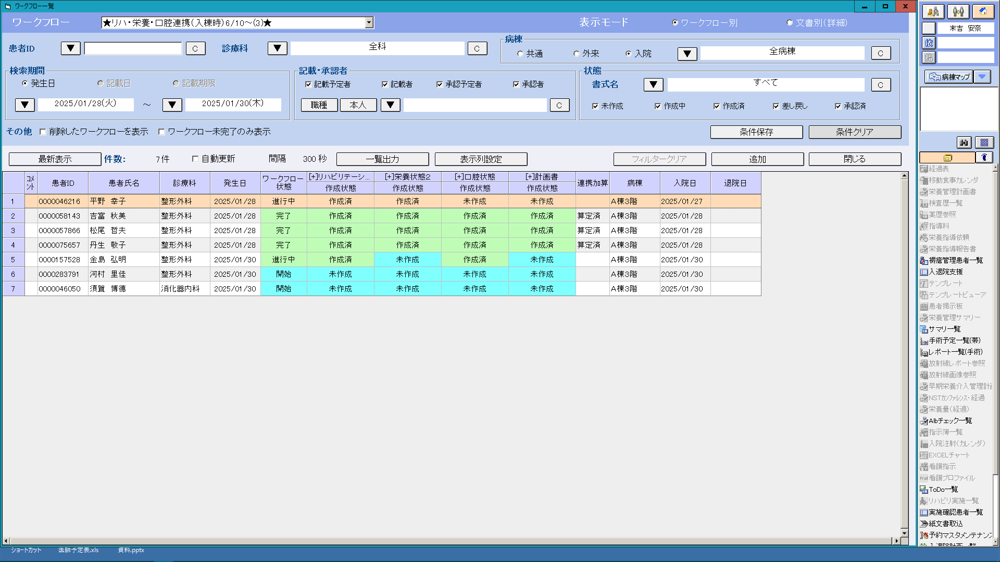 ワークフロー一覧
ワークフロー ★リハ・栄養・口腔連携(入棟時)6/10～(3)★ 表示モード ワークフロー別 文書別(詳細)
患者ID ▼ C 診療科 ▼ 全科 C 病棟 共通 外来 入院 ▼ 全病棟 C
検索期間 発生日 記載日 記載期限
▼ 2025/01/28(火) ～ ▼ 2025/01/30(木)
記載・承認者 記載予定者 記載者 承認予定者 承認者
職種 本人 ▼ C
状態 書式名 ▼ すべて C
未作成 作成中 作成済 差し戻し 承認済
その他 削除したワークフローを表示 ワークフロー未完了のみ表示 条件保存 条件クリア
最新表示 件数: 7件 自動更新 間隔 300 秒 一覧出力 表示列設定 フィルタークリア 追加 閉じる
コメント 患者ID 患者氏名 診療科 発生日 ワークフロー状態 [+]リハビリテーシ... 作成状態 [+]栄養状態2 作成状態 [+]口腔状態 作成状態 [+]計画書 作成状態 連携加算 病棟 入院日 退院日
1 0000046216 平野 幸子 整形外科 2025/01/28 進行中 作成済 作成済 未作成 未作成 A棟3階 2025/01/27
2 0000058143 吉富 秋美 整形外科 2025/01/28 完了 作成済 作成済 作成済 作成済 算定済 A棟3階 2025/01/28
3 0000057866 松尾 哲夫 整形外科 2025/01/28 完了 作成済 作成済 作成済 作成済 算定済 A棟3階 2025/01/28
4 0000075657 丹生 敬子 整形外科 2025/01/28 完了 作成済 作成済 作成済 作成済 算定済 A棟3階 2025/01/28
5 0000157528 金島 弘明 整形外科 2025/01/30 進行中 作成済 未作成 作成済 未作成 A棟3階 2025/01/30
6 0000283791 河村 里佳 整形外科 2025/01/30 開始 未作成 未作成 未作成 未作成 A棟3階 2025/01/30
7 0000046050 須賀 博德 消化器内科 2025/01/30 開始 未作成 未作成 未作成 未作成 A棟3階 2025/01/30
ショートカット 医師予定表.xls 資料.pptx
末吉 安奈
依
指
病棟マップ
経過表
移動食事カレンダ
栄養管理計画書
検査歴一覧
薬歴参照
指導料
栄養指導依頼
栄養指導報告書
褥瘡管理患者一覧
入退院支援
テンプレート
テンプレートビューア
患者掲示板
栄養管理サマリー
サマリ一覧
手術予定一覧(帯)
レポート一覧(手術)
放射線レポート参照
放射線画像参照
早期栄養介入管理計画
NSTカンファレンス・経過
栄養量(経過)
Albチェック一覧
指示簿一覧
入院注射(カレンダ)
EXCELチャート
看護指示
看護プロファイル
ToDo一覧
リハビリ実施一覧
実施確認患者一覧
紙文書取込
予約マスタメンテナンス